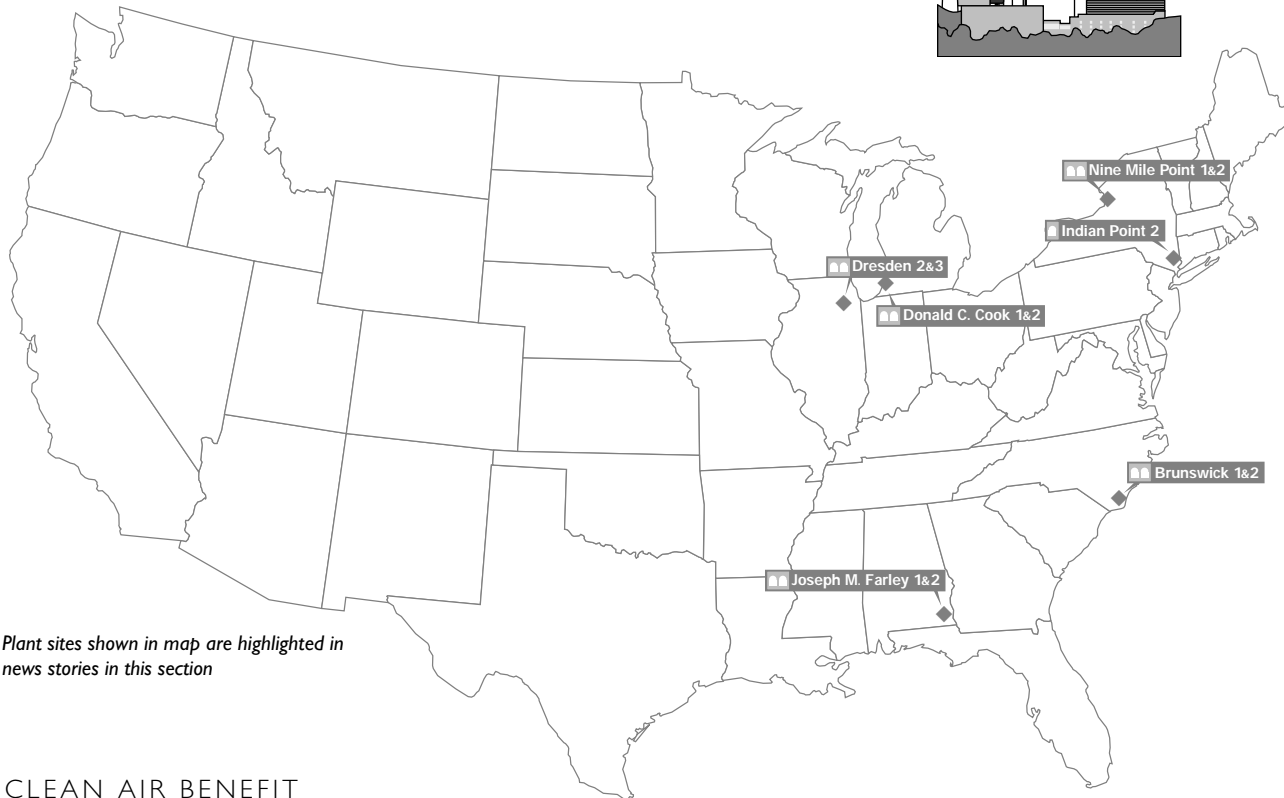 Nine Mile Point 1&2
Indian Point 2
Dresden 2&3
Donald C. Cook 1&2
Brunswick 1&2
Joseph M. Farley 1&2
Plant sites shown in map are highlighted in
news stories in this section
CLEAN AIR BENEFIT